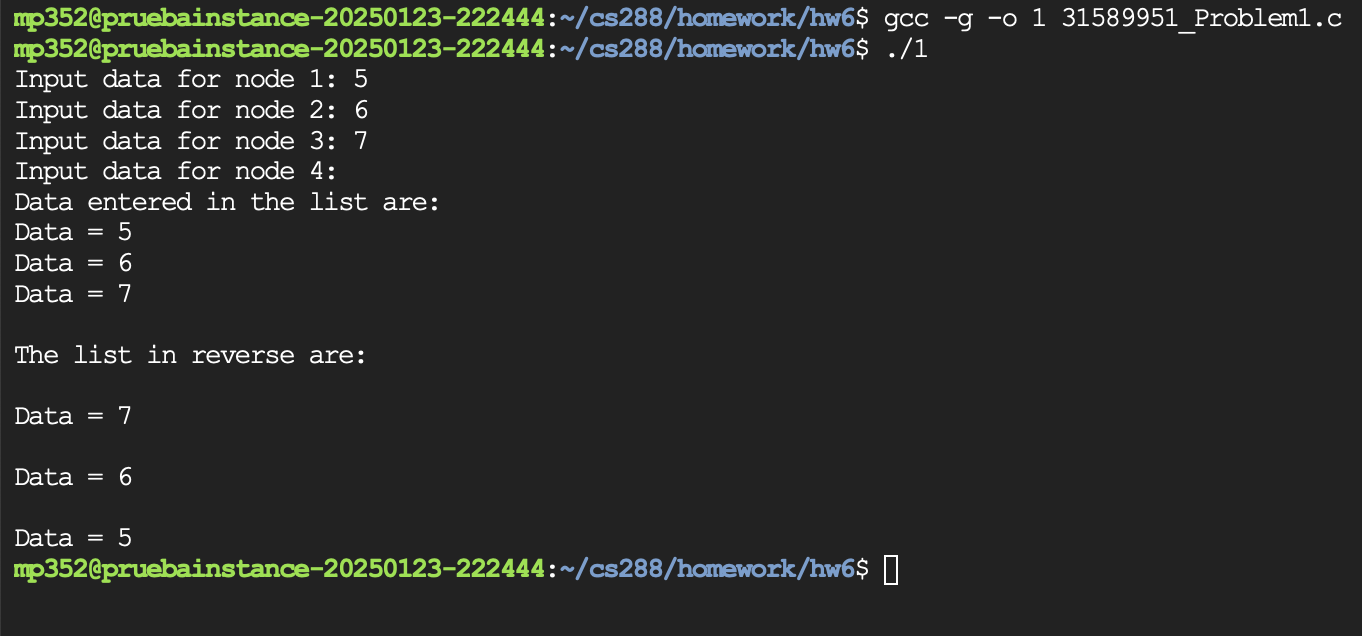 mp352@pruebainstance-20250123-222444:~/cs288/homework/hw6$ gcc -g -o 1 31589951_Problem1.c
mp352@pruebainstance-20250123-222444:~/cs288/homework/hw6$ ./1
Input data for node 1: 5
Input data for node 2: 6
Input data for node 3: 7
Input data for node 4:
Data entered in the list are:
Data = 5
Data = 6
Data = 7
The list in reverse are:
Data = 7
Data = 6
Data = 5
mp352@pruebainstance-20250123-222444:~/cs288/homework/hw6$